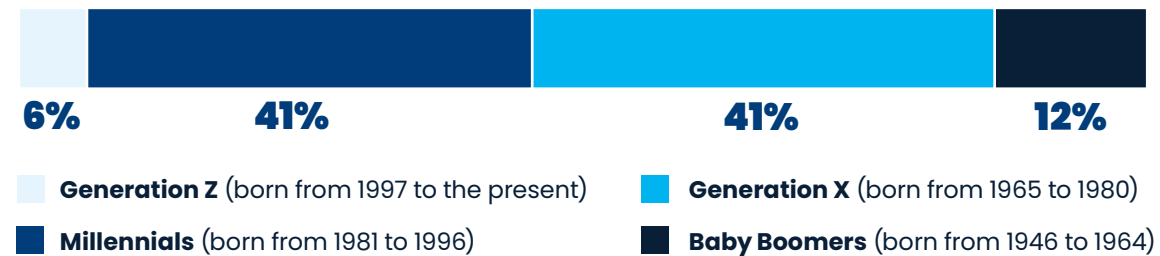 6% 41% 41% 12%
Generation Z (born from 1997 to the present) Generation X (born from 1965 to 1980)
Millennials (born from 1981 to 1996) Baby Boomers (born from 1946 to 1964)